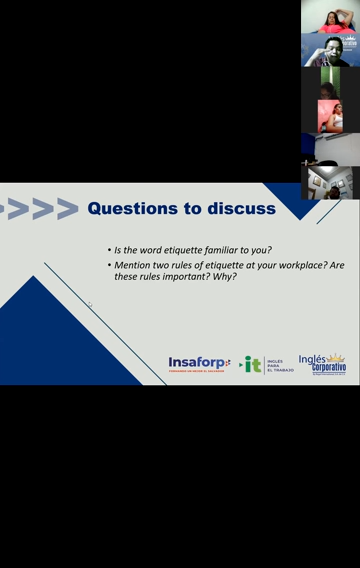 Questions to discuss
• Is the word etiquette familiar to you?
• Mention two rules of etiquette at your workplace? Are
these rules important? Why?
Insaforp
it
INGLÉS
PARA
EL TRABAJO
Inglés
Corporativo